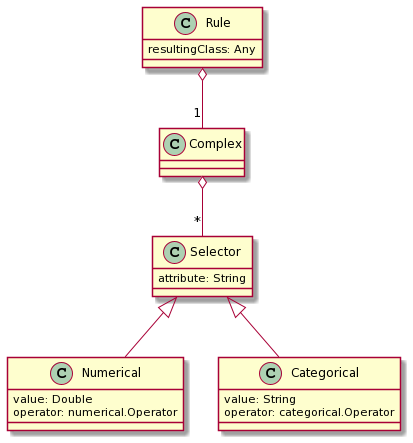 C Rule
resultingClass: Any
1
C Complex
*
C Selector
attribute: String
C Numerical
value: Double
operator: numerical.Operator
C Categorical
value: String
operator: categorical.Operator